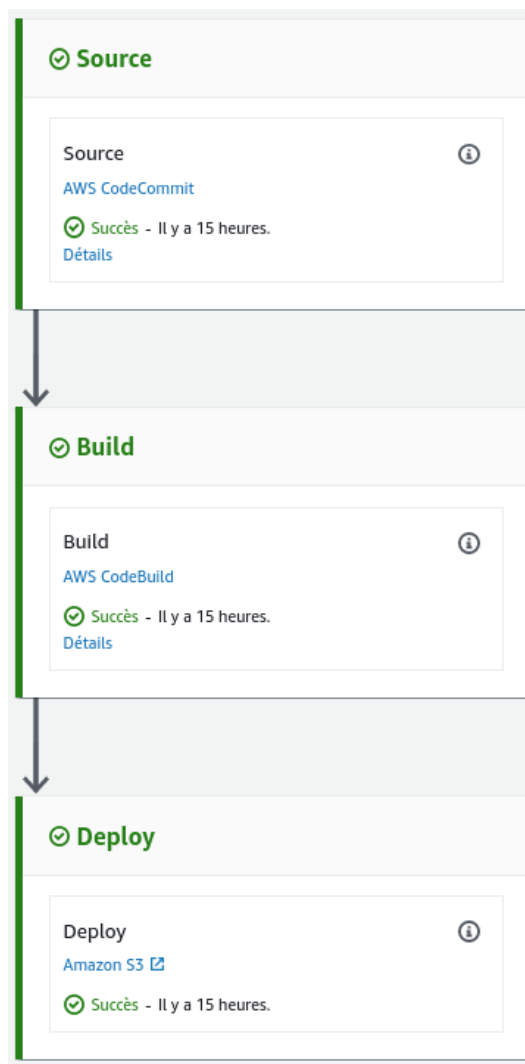 Source
Source
AWS CodeCommit
Succès - Il y a 15 heures.
Détails
Build
Build
AWS CodeBuild
Succès - Il y a 15 heures.
Détails
Deploy
Deploy
Amazon S3
Succès - Il y a 15 heures.